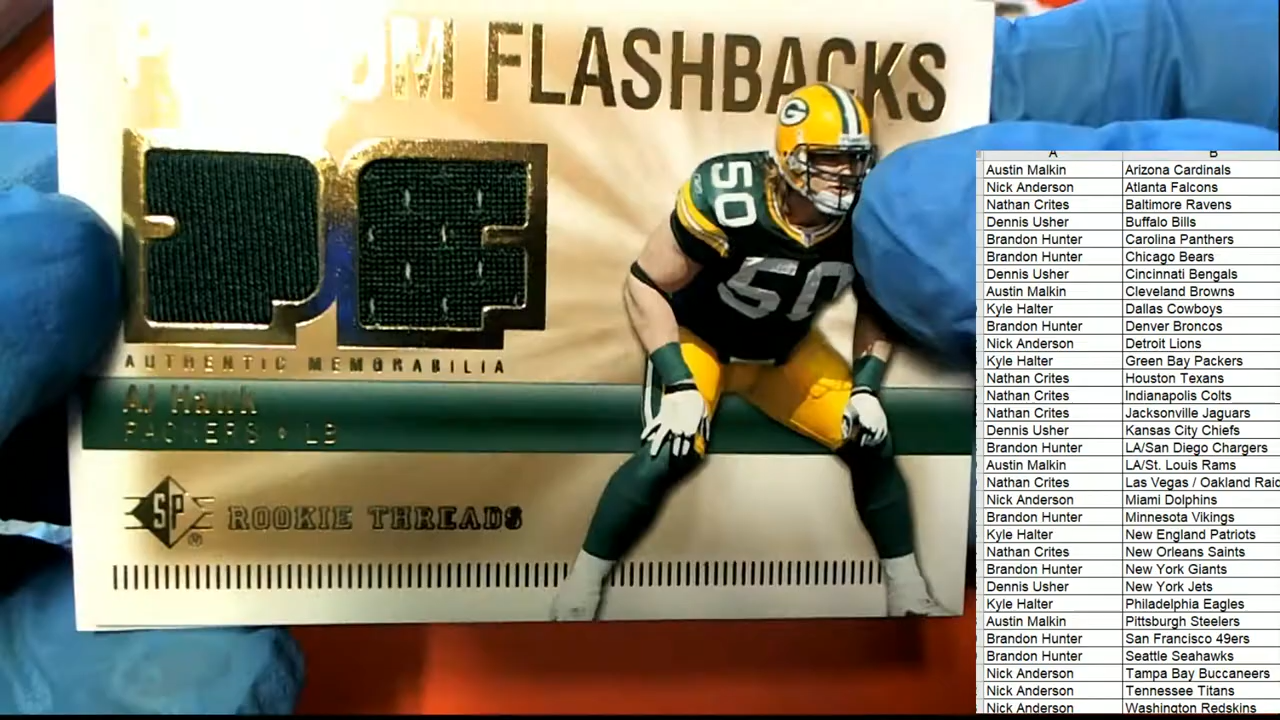 FLASHBACKS
G
50
50
AUTHENTIC MEMORABILIA
AJ Hawk
PACKERS • LB
SP
®
ROOKIE THREADS
A B
Austin Malkin Arizona Cardinals
Nick Anderson Atlanta Falcons
Nathan Crites Baltimore Ravens
Dennis Usher Buffalo Bills
Brandon Hunter Carolina Panthers
Brandon Hunter Chicago Bears
Dennis Usher Cincinnati Bengals
Austin Malkin Cleveland Browns
Kyle Halter Dallas Cowboys
Brandon Hunter Denver Broncos
Nick Anderson Detroit Lions
Kyle Halter Green Bay Packers
Nathan Crites Houston Texans
Nathan Crites Indianapolis Colts
Nathan Crites Jacksonville Jaguars
Dennis Usher Kansas City Chiefs
Brandon Hunter LA/San Diego Chargers
Austin Malkin LA/St. Louis Rams
Nathan Crites Las Vegas / Oakland Raid
Nick Anderson Miami Dolphins
Brandon Hunter Minnesota Vikings
Kyle Halter New England Patriots
Nathan Crites New Orleans Saints
Brandon Hunter New York Giants
Dennis Usher New York Jets
Kyle Halter Philadelphia Eagles
Austin Malkin Pittsburgh Steelers
Brandon Hunter San Francisco 49ers
Brandon Hunter Seattle Seahawks
Nick Anderson Tampa Bay Buccaneers
Nick Anderson Tennessee Titans
Nick Anderson Washington Redskins